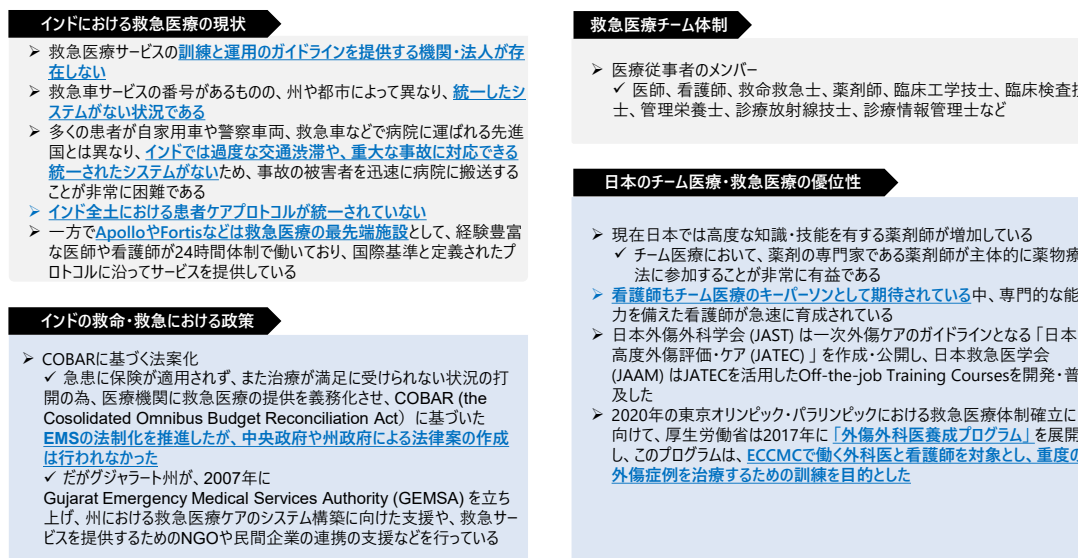 インドにおける救急医療の現状
➢ 救急医療サービスの訓練と運用のガイドラインを提供する機関・法人が存
在しない
➢ 救急車サービスの番号があるものの、州や都市によって異なり、統一したシ
ステムがない状況である
➢ 多くの患者が自家用車や警察車両、救急車などで病院に運ばれる先進
国とは異なり、インドでは過度な交通渋滞や、重大な事故に対応できる
統一されたシステムがないため、事故の被害者を迅速に病院に搬送する
ことが非常に困難である
➢ インド全土における患者ケアプロトコルが統一されていない
➢ 一方でApolloやFortisなどは救急医療の最先端施設として、経験豊富
な医師や看護師が24時間体制で働いており、国際基準と定義されたプ
ロトコルに沿ってサービスを提供している
インドの救命・救急における政策
➢ COBARに基づく法案化
✓ 急患に保険が適用されず、また治療が満足に受けられない状況の打
開の為、医療機関に救急医療の提供を義務化させ、COBAR (the
Cosolidated Omnibus Budget Reconciliation Act）に基づいた
EMSの法制化を推進したが、中央政府や州政府による法律案の作成
は行われなかった
✓ だがグジャラート州が、2007年に
Gujarat Emergency Medical Services Authority (GEMSA) を立ち
上げ、州における救急医療ケアのシステム構築に向けた支援や、救急サー
ビスを提供するためのNGOや民間企業の連携の支援などを行っている
救急医療チーム体制
➢ 医療従事者のメンバー
✓ 医師、看護師、救命救急士、薬剤師、臨床工学技士、臨床検査技
士、管理栄養士、診療放射線技士、診療情報管理士など
日本のチーム医療・救急医療の優位性
➢ 現在日本では高度な知識・技能を有する薬剤師が増加している
✓ チーム医療において、薬剤の専門家である薬剤師が主体的に薬物療
法に参加することが非常に有益である
➢ 看護師もチーム医療のキーパーソンとして期待されている中、専門的な能
力を備えた看護師が急速に育成されている
➢ 日本外傷外科学会 (JAST) は一次外傷ケアのガイドラインとなる「日本
高度外傷評価・ケア (JATEC) 」を作成・公開し、日本救急医学会
(JAAM) はJATECを活用したOff-the-job Training Coursesを開発・普
及した
➢ 2020年の東京オリンピック・パラリンピックにおける救急医療体制確立に
向けて、厚生労働省は2017年に「外傷外科医養成プログラム」を展開
し、このプログラムは、ECCMCで働く外科医と看護師を対象とし、重度の
外傷症例を治療するための訓練を目的とした